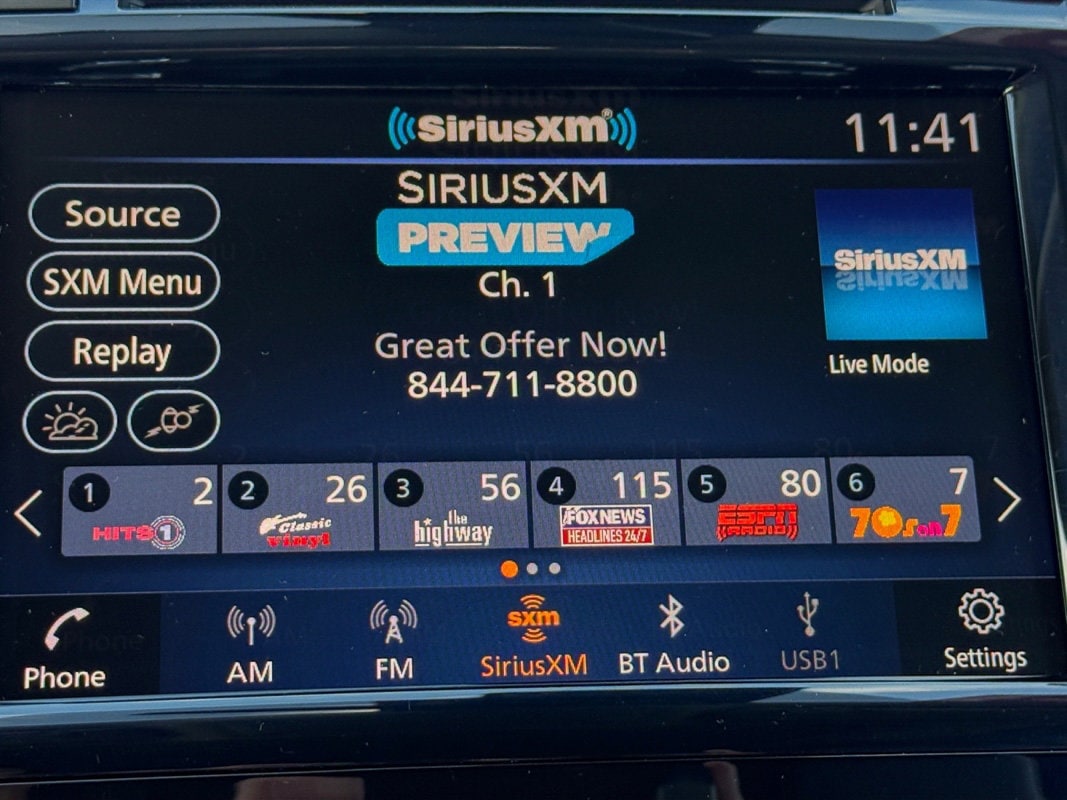 SiriusXM®
11:41
Source
SIRIUSXM
PREVIEW
SXM Menu
Ch. 1
SiriusXM
Replay
Great Offer Now!
Live Mode
844-711-8800
1 2
HITS 1
2 26
Classic
vinyl
3 56
the
highway
4 115
FOX NEWS
HEADLINES 24/7
5 80
ESPN
RADIO
6 7
70s on 7
Phone
AM
FM
sxm
SiriusXM
BT Audio
USB1
Settings